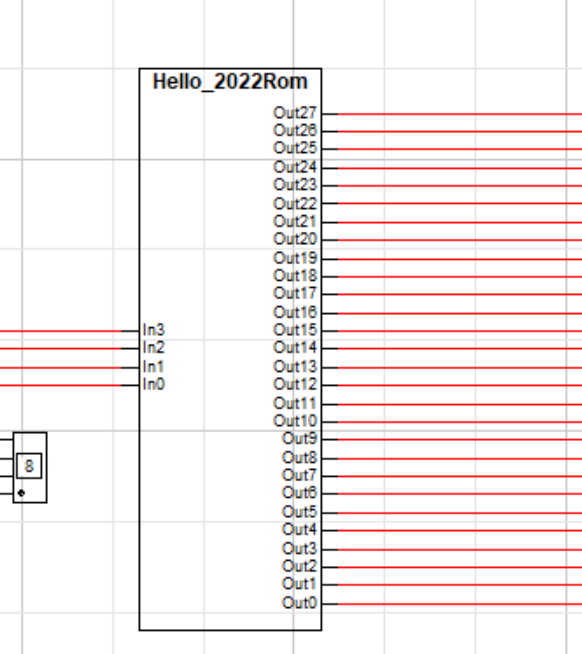 Hello_2022Rom
Out27
Out26
Out25
Out24
Out23
Out22
Out21
Out20
Out19
Out18
Out17
Out16
In3 Out15
In2 Out14
In1 Out13
In0 Out12
Out11
Out10
Out9
Out8
8
Out7
Out6
Out5
Out4
Out3
Out2
Out1
Out0